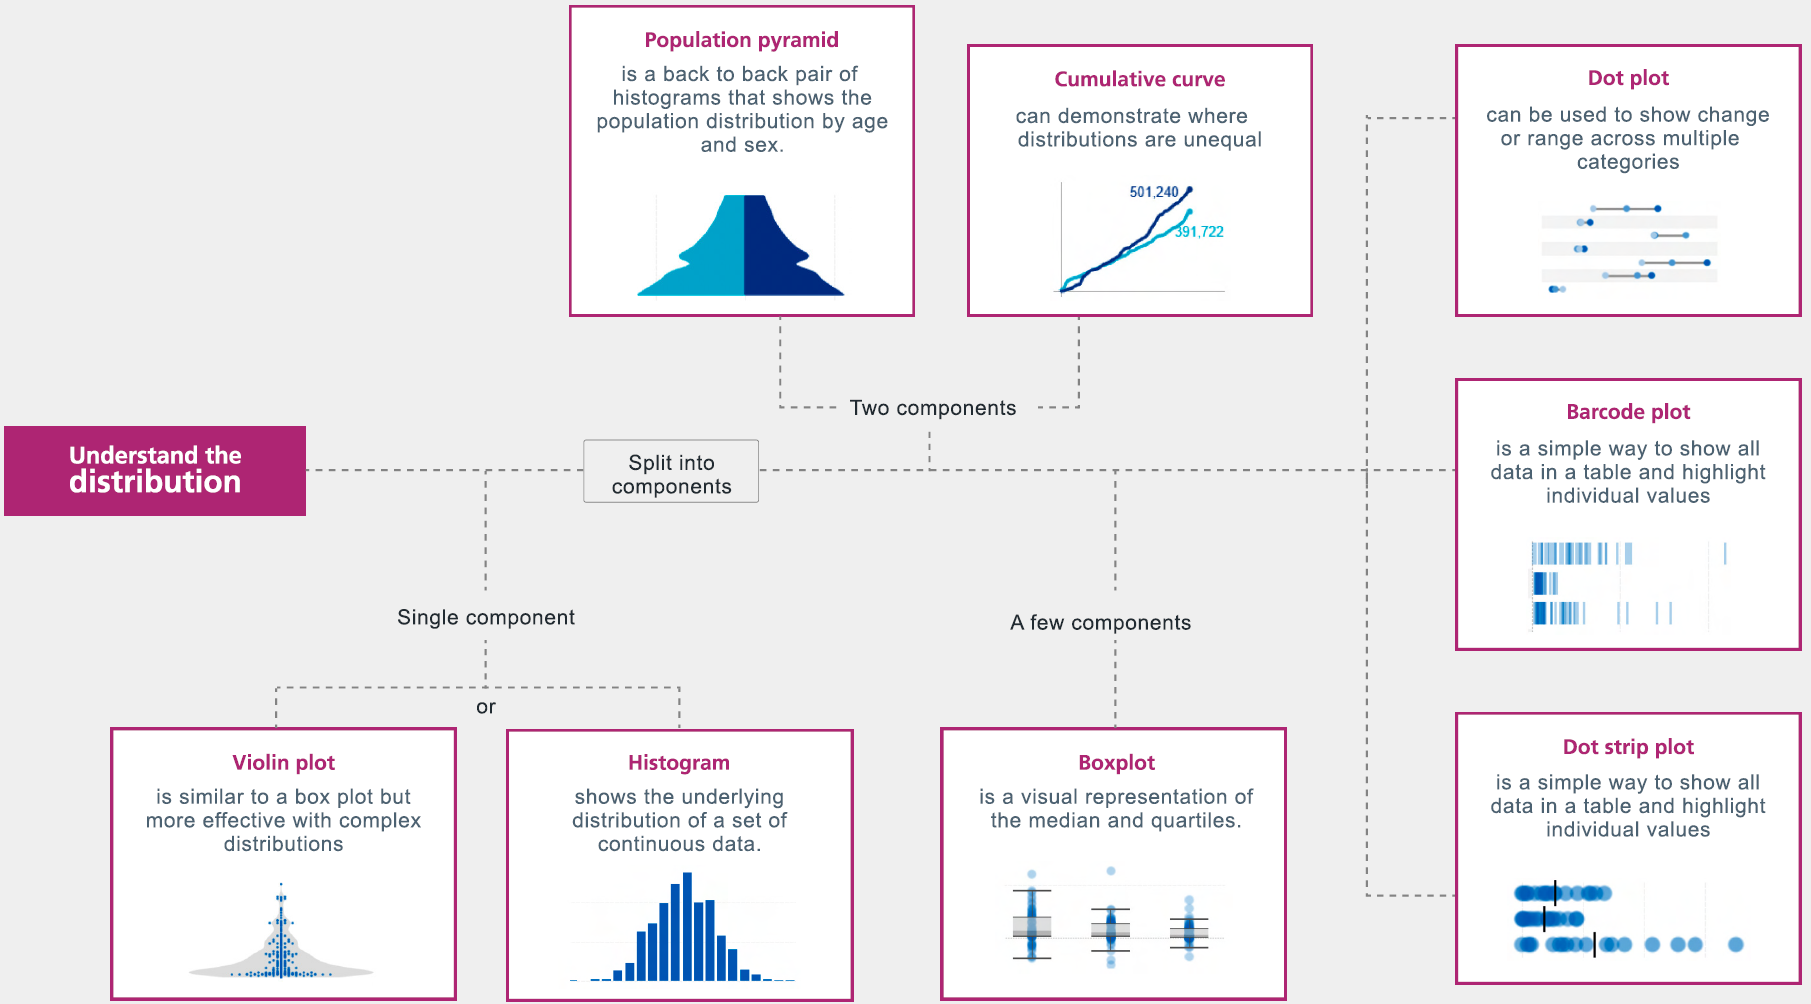 Population pyramid
is a back to back pair of
histograms that shows the
population distribution by age
and sex.
Cumulative curve
can demonstrate where
distributions are unequal
501,240
391,722
Dot plot
can be used to show change
or range across multiple
categories
Two components
Understand the
distribution
Split into
components
Barcode plot
is a simple way to show all
data in a table and highlight
individual values
Single component
A few components
or
Violin plot
is similar to a box plot but
more effective with complex
distributions
Histogram
shows the underlying
distribution of a set of
continuous data.
Boxplot
is a visual representation of
the median and quartiles.
Dot strip plot
is a simple way to show all
data in a table and highlight
individual values